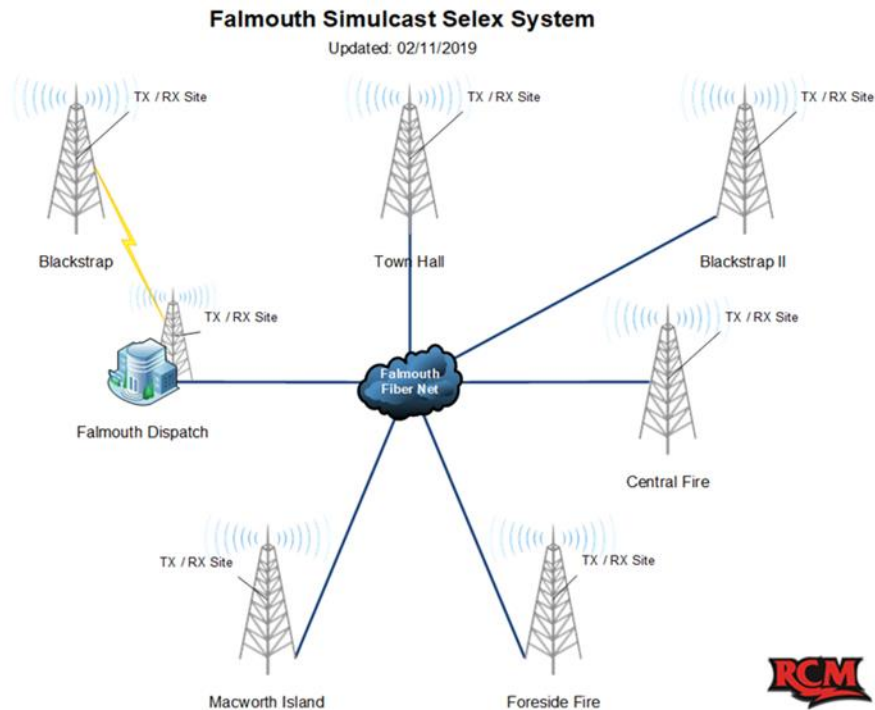 Falmouth Simulcast Selex System
Updated: 02/11/2019
TX / RX Site
TX / RX Site
TX / RX Site
Blackstrap
Town Hall
Blackstrap II
TX / RX Site
TX / RX Site
Falmouth
Fiber Net
Falmouth Dispatch
Central Fire
TX / RX Site
TX / RX Site
Macworth Island
Foreside Fire
RCM